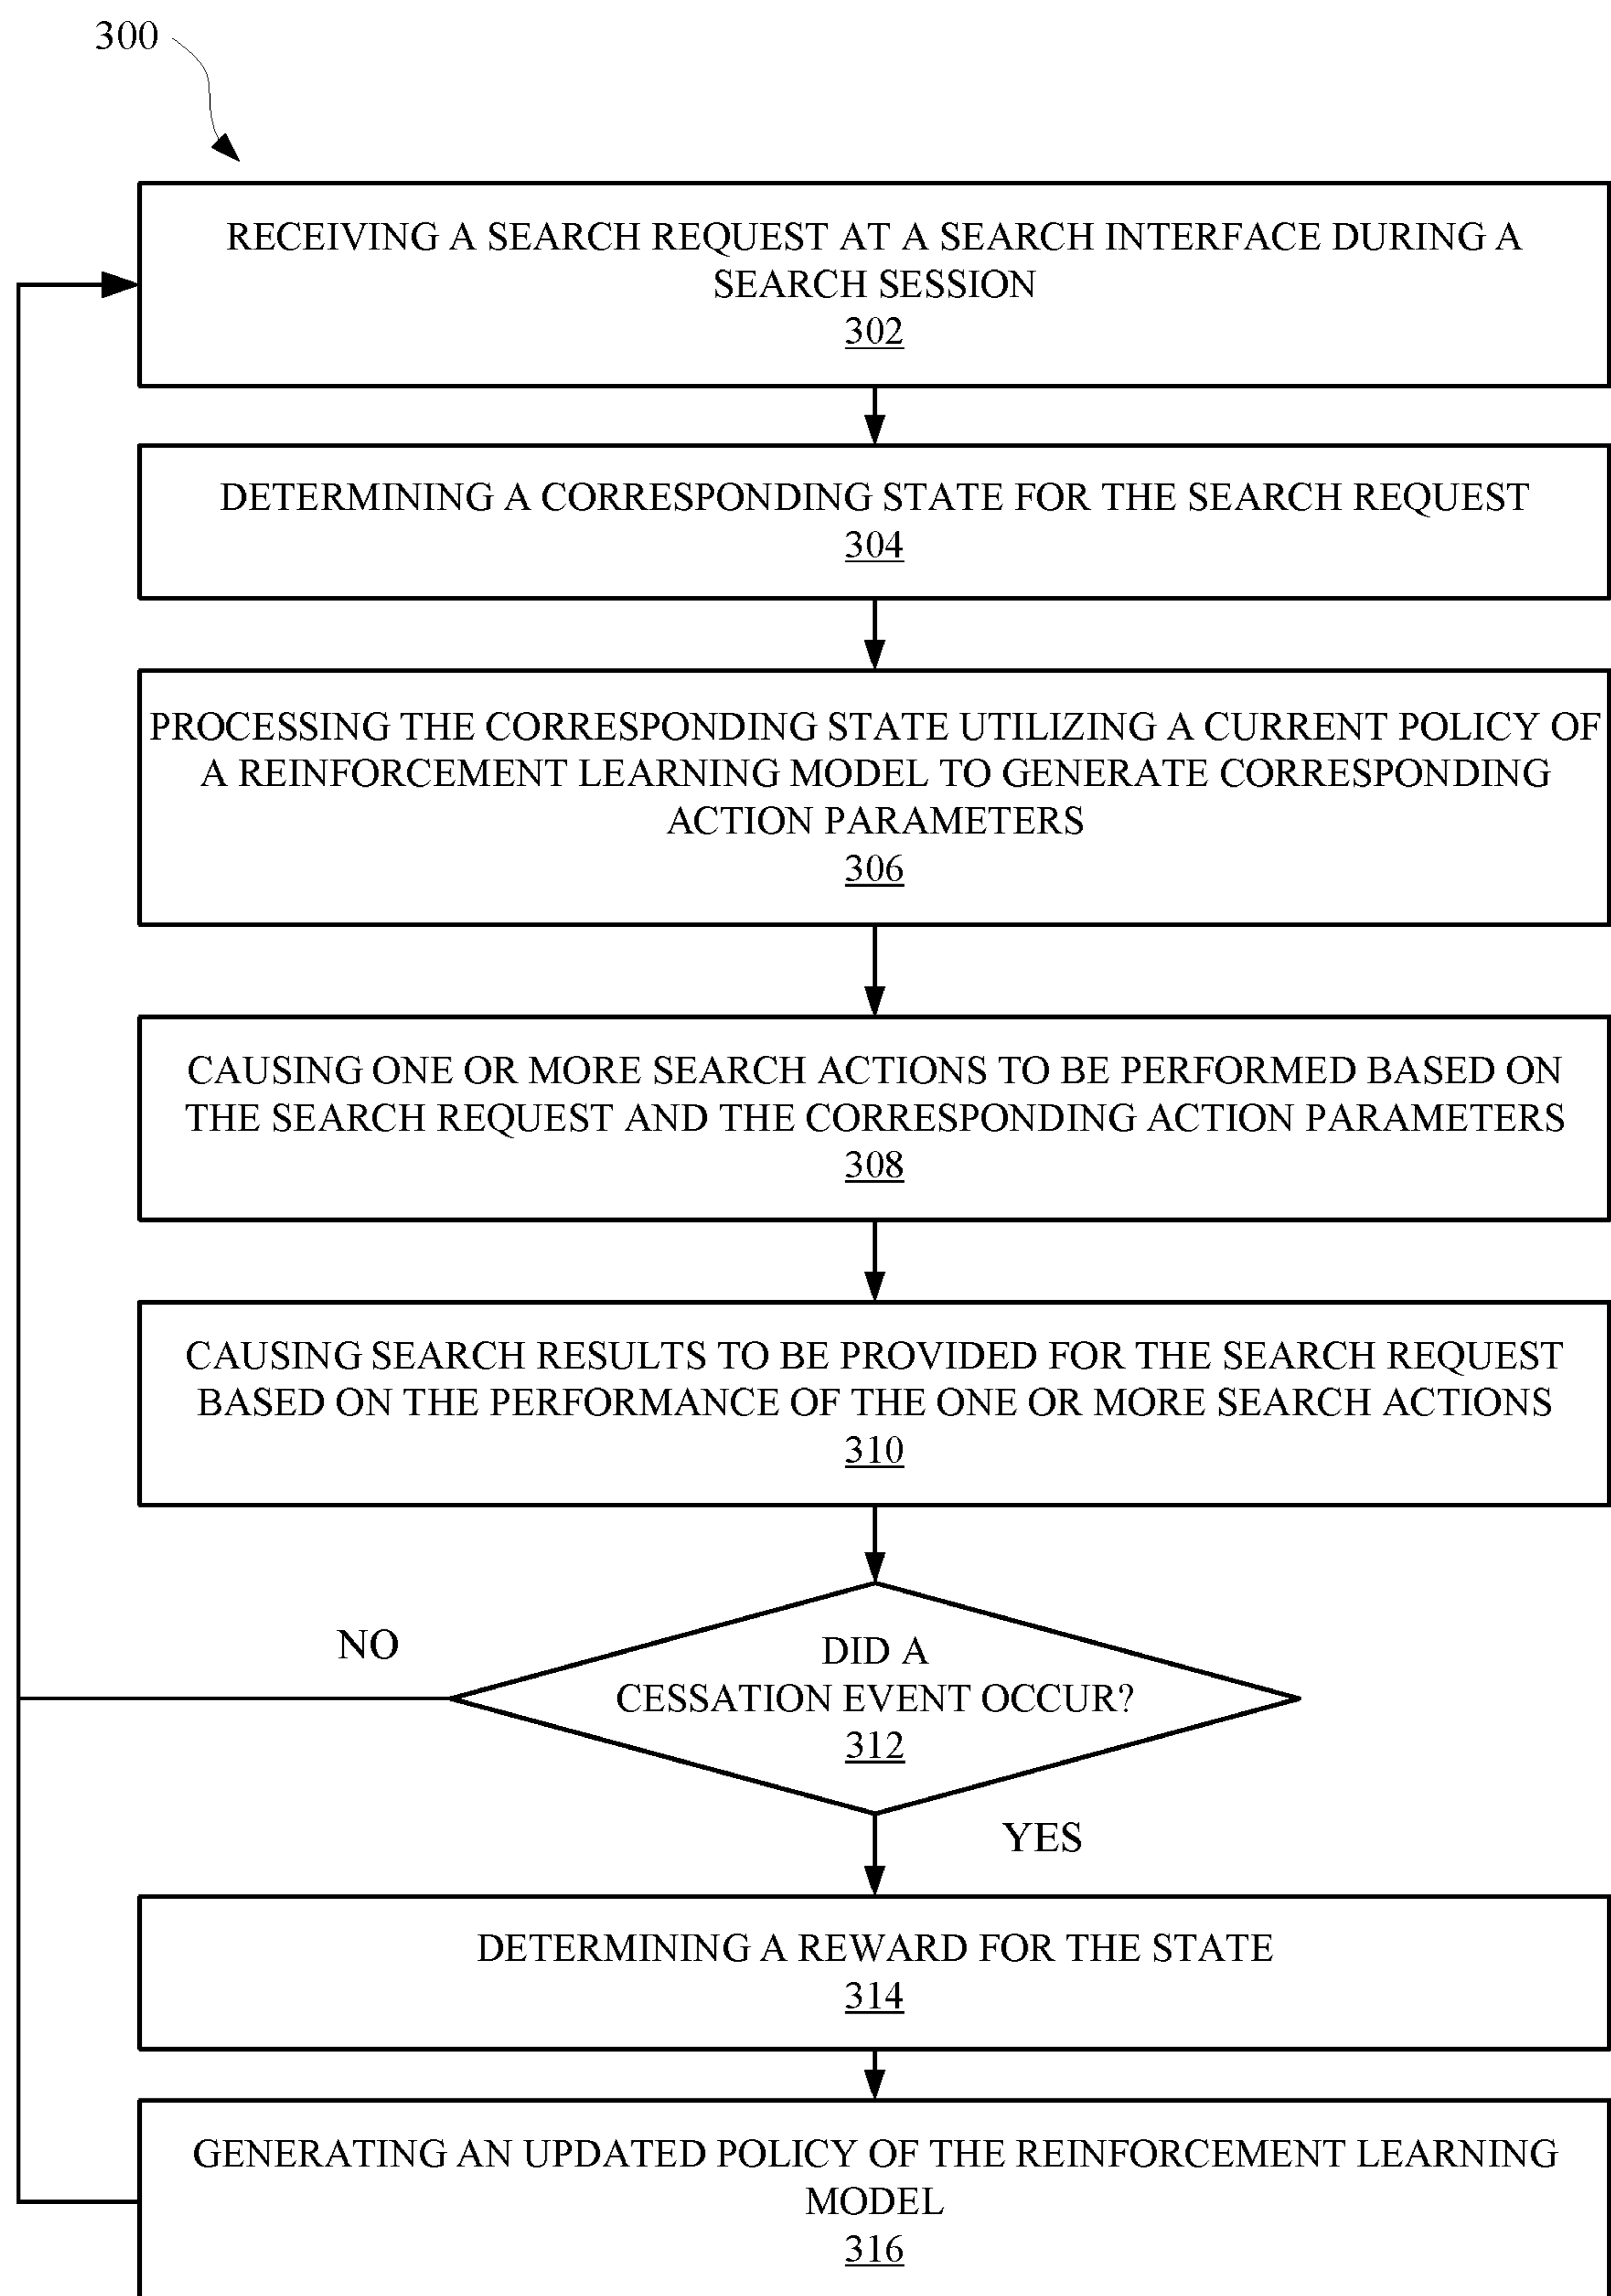 300
RECEIVING A SEARCH REQUEST AT A SEARCH INTERFACE DURING A
SEARCH SESSION
302
DETERMINING A CORRESPONDING STATE FOR THE SEARCH REQUEST
304
PROCESSING THE CORRESPONDING STATE UTILIZING A CURRENT POLICY OF
A REINFORCEMENT LEARNING MODEL TO GENERATE CORRESPONDING
ACTION PARAMETERS
306
CAUSING ONE OR MORE SEARCH ACTIONS TO BE PERFORMED BASED ON
THE SEARCH REQUEST AND THE CORRESPONDING ACTION PARAMETERS
308
CAUSING SEARCH RESULTS TO BE PROVIDED FOR THE SEARCH REQUEST
BASED ON THE PERFORMANCE OF THE ONE OR MORE SEARCH ACTIONS
310
NO
DID A
CESSATION EVENT OCCUR?
312
YES
DETERMINING A REWARD FOR THE STATE
314
GENERATING AN UPDATED POLICY OF THE REINFORCEMENT LEARNING
MODEL
316